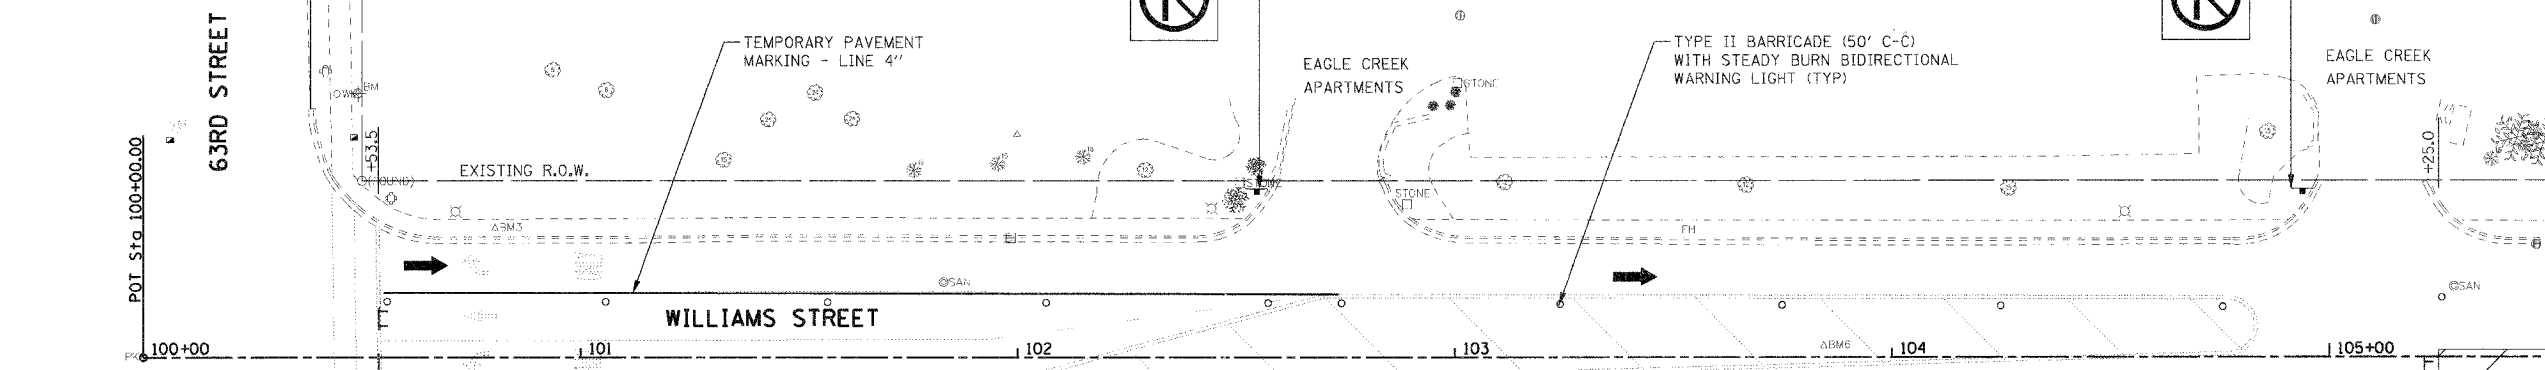 63RD STREET
POT Sta 100+00.00
BM
+53.5
EXISTING R.O.W.
△BM3
TEMPORARY PAVEMENT
MARKING - LINE 4"
SAN
WILLIAMS STREET
EAGLE CREEK
APARTMENTS
STONE
STONE
TYPE II BARRICADE (50' C-C)
WITH STEADY BURN BIDIRECTIONAL
WARNING LIGHT (TYP)
FH
EAGLE CREEK
APARTMENTS
+25.0
SAN
△BM6
100+00
101
102
103
104
105+00